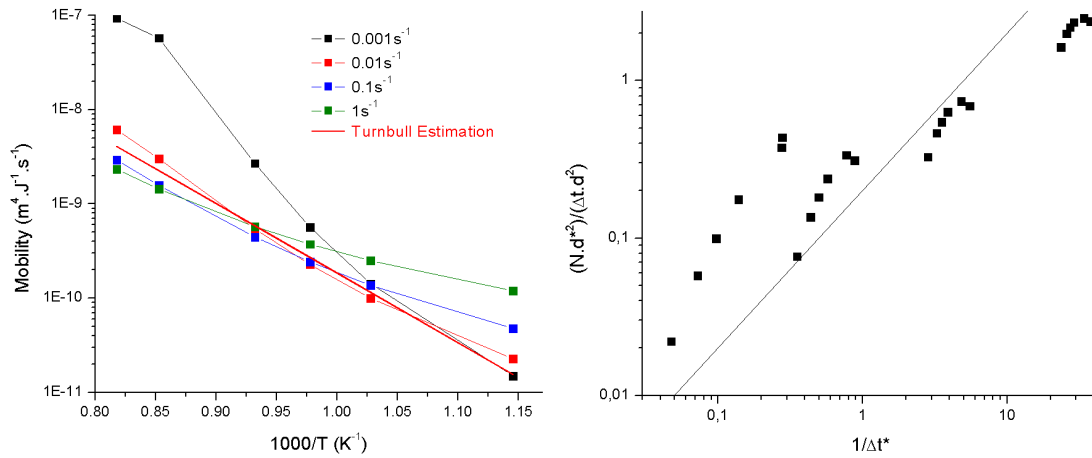 1E-7
1E-8
1E-9
1E-10
1E-11
Mobility (m⁴.J⁻¹.s⁻¹)
0.001s⁻¹
0.01s⁻¹
0.1s⁻¹
1s⁻¹
Turnbull Estimation
0.80 0.85 0.90 0.95 1.00 1.05 1.10 1.15
1000/T (K⁻¹)
1
0,1
0,01
(N.d*²)/(Δt.d²)
0,1 1 10
1/Δt*